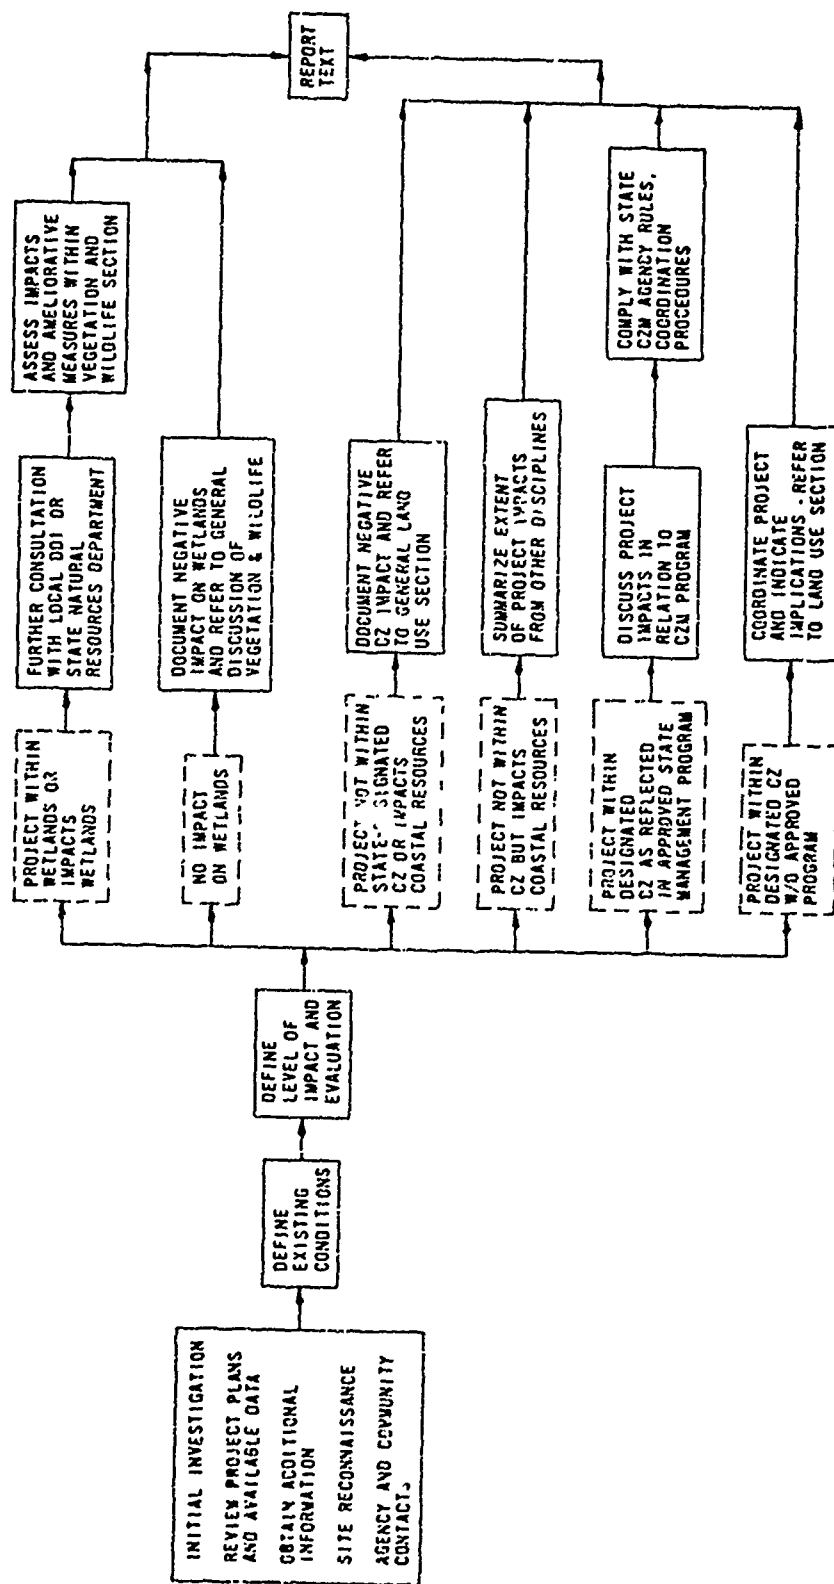 INITIAL INVESTIGATION
REVIEW PROJECT PLANS
AND AVAILABLE DATA
OBTAIN ADDITIONAL
INFORMATION
SITE RECONNAISSANCE
AGENCY AND COMMUNITY
CONTACTS
DEFINE
EXISTING
CONDITIONS
DEFINE
LEVEL OF
IMPACT AND
EVALUATION
PROJECT WITHIN
WETLANDS OR
IMPACTS
WETLANDS
FURTHER CONSULTATION
WITH LOCAL DOI OR
STATE NATURAL
RESOURCES DEPARTMENT
ASSESS IMPACTS
AND AMELIORATIVE
MEASURES WITHIN
VEGETATION AND
WILDLIFE SECTION
NO IMPACT
ON WETLANDS
DOCUMENT NEGATIVE
IMPACT ON WETLANDS
AND REFER TO GENERAL
DISCUSSION OF
VEGETATION & WILDLIFE
PROJECT NOT WITHIN
CZ OR IMPACTS
COASTAL RESOURCES
DOCUMENT NEGATIVE
CZ IMPACT AND REFER
TO GENERAL LAND
USE SECTION
PROJECT NOT WITHIN
CZ BUT IMPACTS
COASTAL RESOURCES
SUMMARIZE EXTENT
OF PROJECT IMPACTS
FROM OTHER DISCIPLINES
PROJECT WITHIN
DESIGNATED
CZ AS REFLECTED
IN APPROVED STATE
MANAGEMENT PROGRAM
DISCUSS PROJECT
IMPACTS IN
RELATION TO
CZM PROGRAM
COMPLY WITH STATE
CZM AGENCY RULES,
COORDINATION
PROCEDURES
PROJECT WITHIN
DESIGNATED CZ
W/O APPROVED
PROGRAM
COORDINATE PROJECT
AND INDICATE
IMPLICATIONS - REFER
TO LAND USE SECTION
REPORT
TEXT